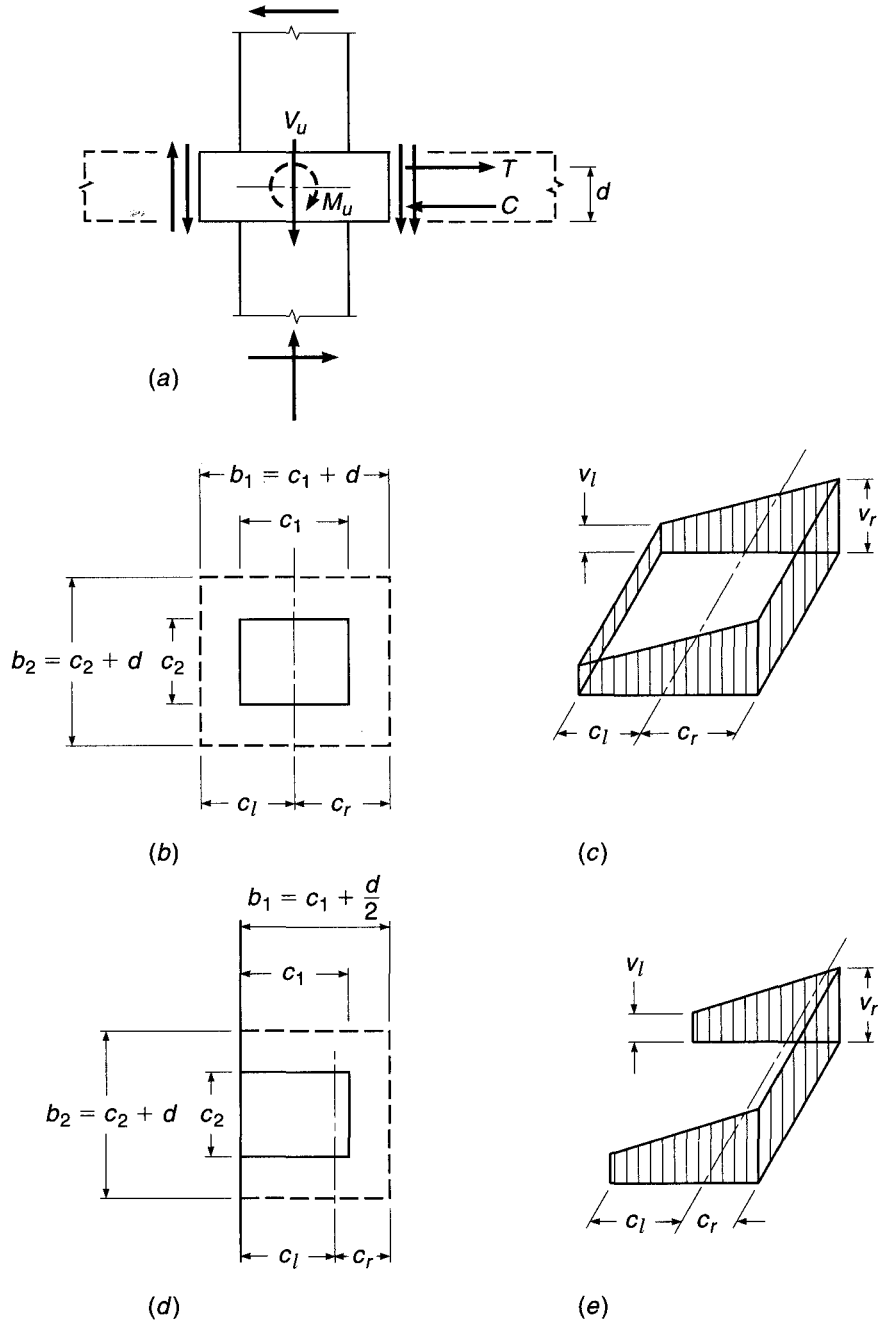 V_u
T
M_u
C
d
(a)
b_1 = c_1 + d
c_1
b_2 = c_2 + d
c_2
c_l
c_r
(b)
v_l
v_r
c_l
c_r
(c)
b_1 = c_1 + d/2
c_1
b_2 = c_2 + d
c_2
c_l
c_r
(d)
v_l
v_r
c_l
c_r
(e)